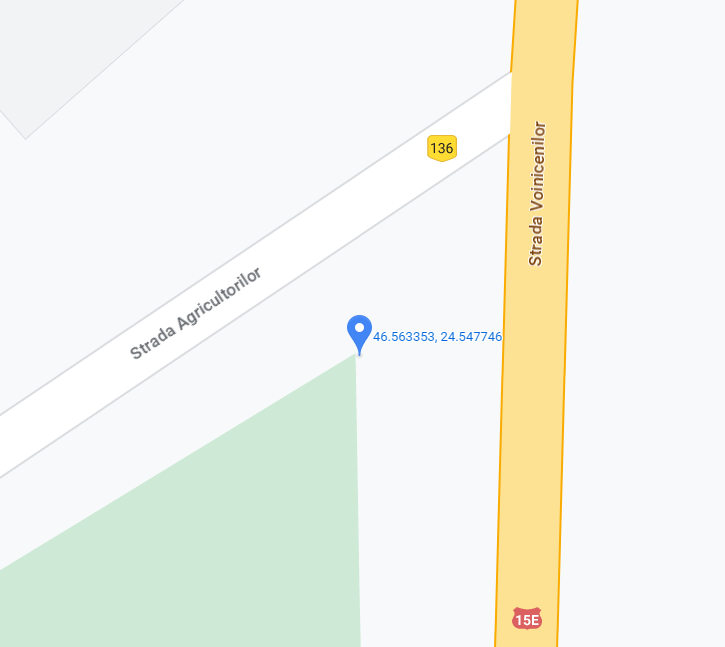 136
Strada Voinicenilor
Strada Agricultorilor
46.563353, 24.547746
15E